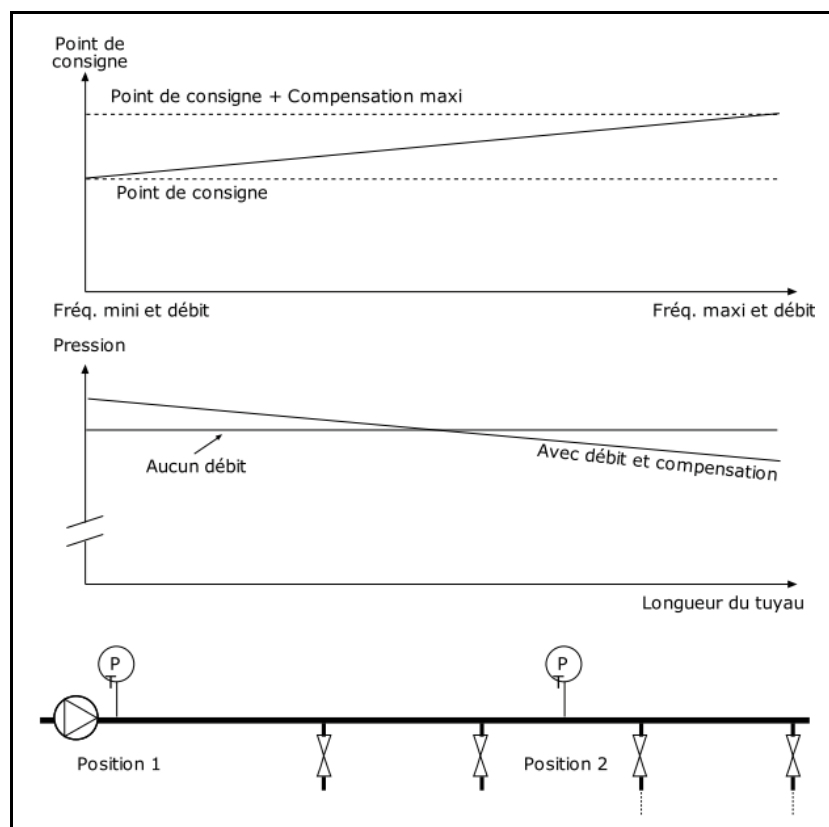 Point de
consigne
Point de consigne + Compensation maxi
Point de consigne
Fréq. mini et débit
Fréq. maxi et débit
Pression
Aucun débit
Avec débit et compensation
Longueur du tuyau
P
T
P
T
Position 1
Position 2